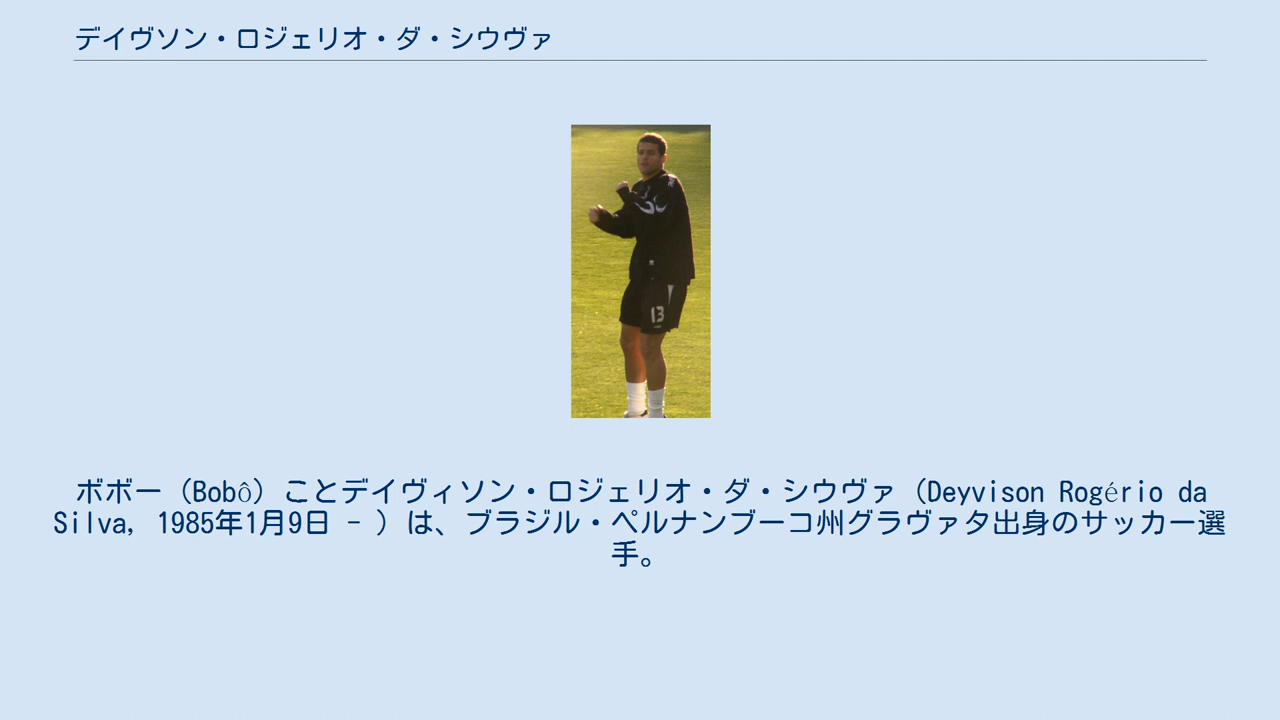 デイヴソン・ロジェリオ・ダ・シウヴァ
13
ボボー（Bobô）ことデイヴィソン・ロジェリオ・ダ・シウヴァ（Deyvison Rogério da
Silva, 1985年1月9日 - ）は、ブラジル・ペルナンブーコ州グラヴァタ出身のサッカー選
手。